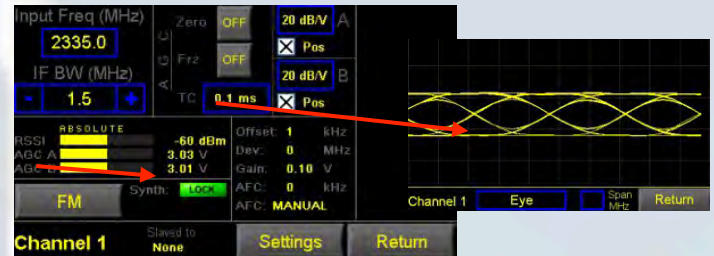 Input Freq (MHz)
2335.0
IF BW (MHz)
- 1.5 +
AGC
Zero OFF
Frz OFF
TC 0.1 ms
20 dB/V A
Pos
20 dB/V B
Pos
ABSOLUTE
RSSI -60 dBm
AGC A 3.03 V
AGC B 3.01 V
FM
Synth: LOCK
Offset: 1 kHz
Dev: 0 MHz
Gain: 0.10 V
AFC: 0 kHz
AFC: MANUAL
Channel 1
Slaved to
None
Settings
Return
Channel 1 Eye Span
MHz Return